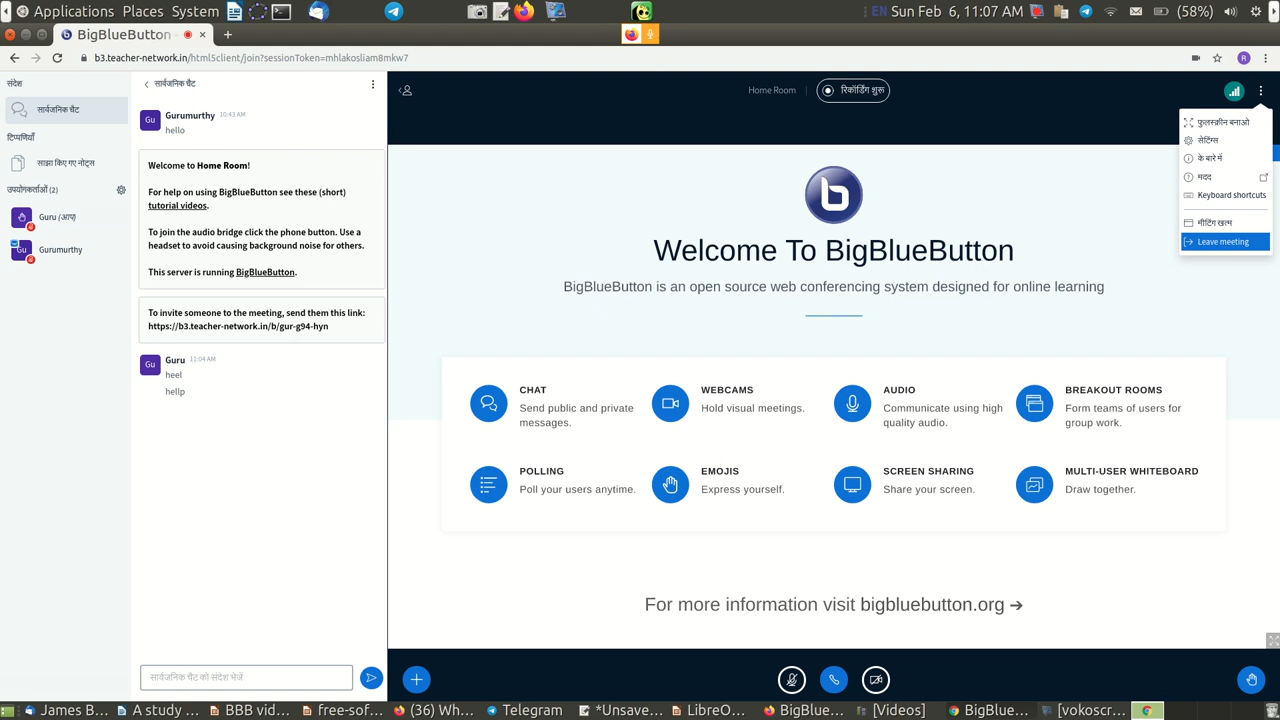 Applications Places System
EN Sun Feb 6, 11:07 AM (58%)
BigBlueButton
b3.teacher-network.in/html5client/join?sessionToken=mhlakosliam8mkw7
R
संदेश
सार्वजनिक चैट
टिप्पणियाँ
साझा किए गए नोट्स
उपयोगकर्ताओं (2)
Guru (आप)
Gu Gurumurthy
सार्वजनिक चैट
Gu Gurumurthy 10:43 AM
hello
Welcome to Home Room!
For help on using BigBlueButton see these (short)
tutorial videos.
To join the audio bridge click the phone button. Use a
headset to avoid causing background noise for others.
This server is running BigBlueButton.
To invite someone to the meeting, send them this link:
https://b3.teacher-network.in/b/gur-g94-hyn
Gu Guru 11:04 AM
heel
hellp
सार्वजनिक चैट को संदेश भेजें
Home Room रिकॉर्डिंग शुरू
फुलस्क्रीन बनाओ
सेटिंग्स
के बारे में
मदद
Keyboard shortcuts
मीटिंग खत्म
Leave meeting
Welcome To BigBlueButton
BigBlueButton is an open source web conferencing system designed for online learning
CHAT
Send public and private
messages.
WEBCAMS
Hold visual meetings.
AUDIO
Communicate using high
quality audio.
BREAKOUT ROOMS
Form teams of users for
group work.
POLLING
Poll your users anytime.
EMOJIS
Express yourself.
SCREEN SHARING
Share your screen.
MULTI-USER WHITEBOARD
Draw together.
For more information visit bigbluebutton.org ➔
James B... A study ... BBB vid... free-sof... (36) Wh... Telegram *Unsave... LibreO... BigBlue... [Videos] BigBlue... [vokoscr...